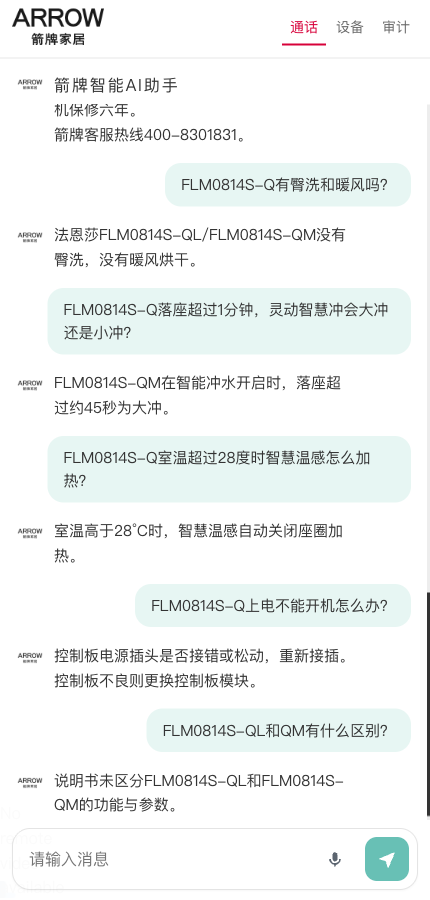 ARROW
箭牌家居
通话 设备 审计
ARROW
箭牌智能AI助手
机保修六年。
箭牌客服热线400-8301831。
FLM0814S-Q有臀洗和暖风吗?
ARROW
法恩莎FLM0814S-QL/FLM0814S-QM没有
臀洗，没有暖风烘干。
FLM0814S-Q落座超过1分钟，灵动智慧冲会大冲
还是小冲?
ARROW
FLM0814S-QM在智能冲水开启时，落座超
过约45秒为大冲。
FLM0814S-Q室温超过28度时智慧温感怎么加
热?
ARROW
室温高于28°C时，智慧温感自动关闭座圈加
热。
FLM0814S-Q上电不能开机怎么办?
ARROW
控制板电源插头是否接错或松动，重新接插。
控制板不良则更换控制板模块。
FLM0814S-QL和QM有什么区别?
ARROW
说明书未区分FLM0814S-QL和FLM0814S-
QM的功能与参数。
请输入消息